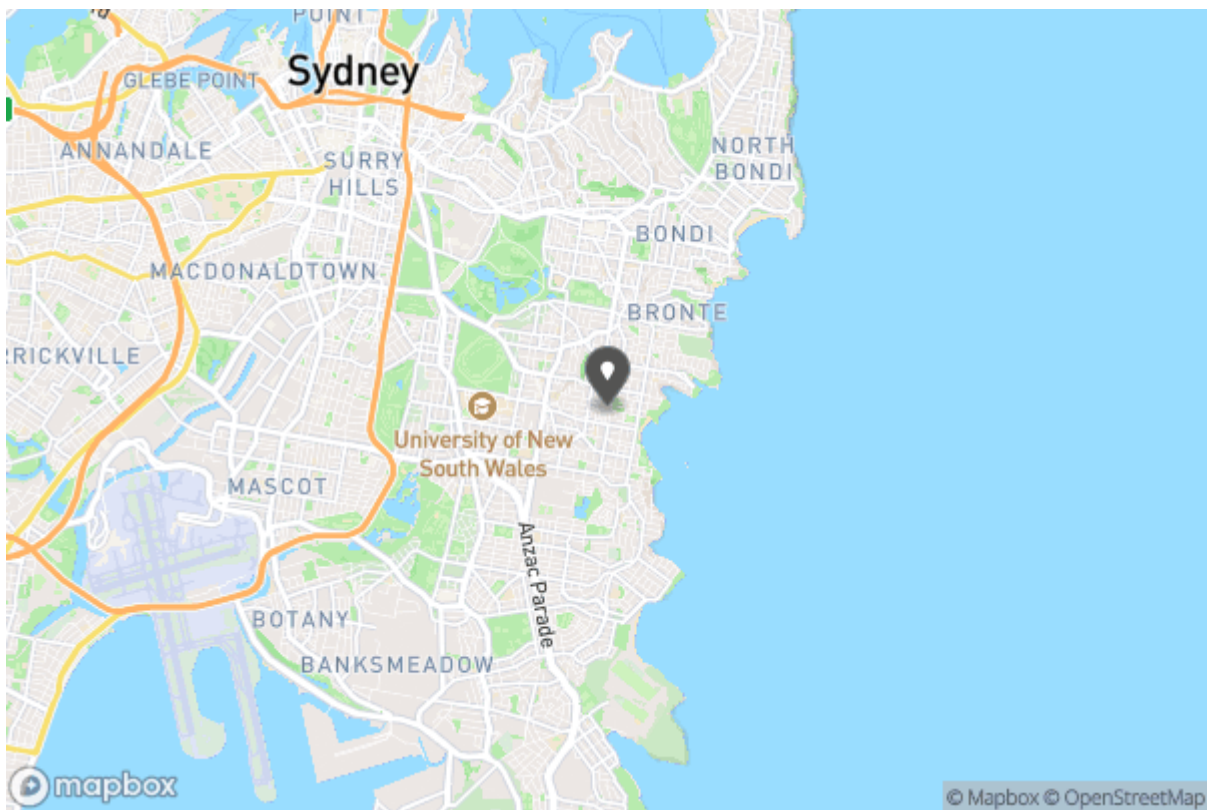 POINT
GLEBE POINT
Sydney
ANNANDALE
SURRY
HILLS
NORTH
BONDI
BONDI
MACDONALDTOWN
BRONTE
RRICKVILLE
University of New
South Wales
MASCOT
Anzac Parade
BOTANY
BANKSMEADOW
mapbox
© Mapbox © OpenStreetMap